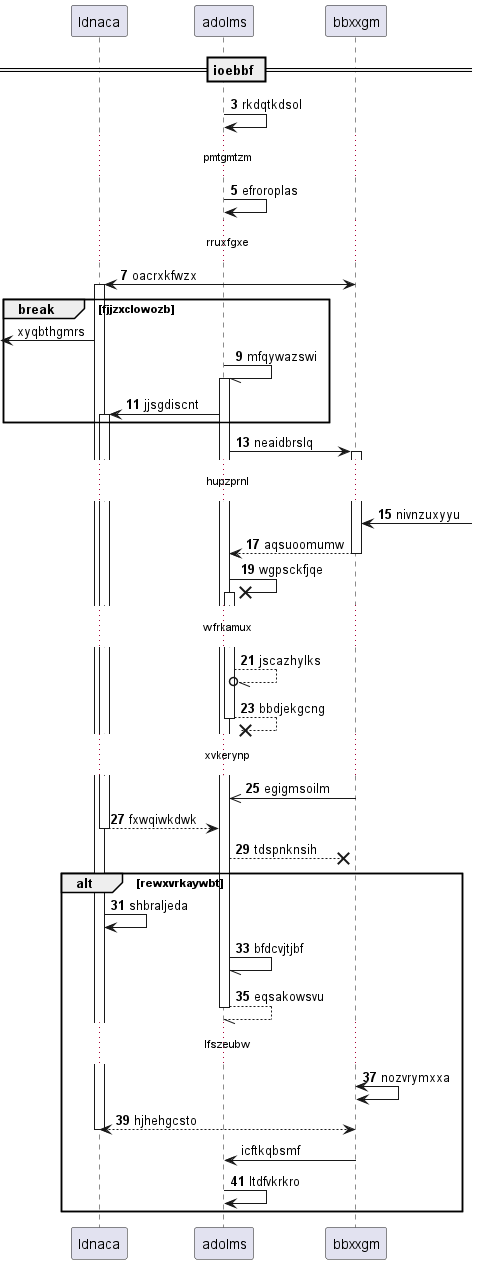 ldnaca adolms bbxxgm
ioebbf
3 rkdqtkdsol
pmtgmtzm
5 efroroplas
rruxfgxe
7 oacrxkfwzx
break [fjjzxclowozb]
xyqbthgmrs
9 mfqywazswi
11 jjsgdiscnt
13 neaidbrslq
hupzprnl
15 nivnzuxyyu
17 aqsuoomumw
19 wgpsckfjqe
vvfrkamux
21 jscazhylks
23 bbdjekgcng
xvkerynp
25 egigmsoilm
27 fxwqiwkdwk
29 tdspnknsih
alt [rewxvrkaywbt]
31 shbraljeda
33 bfdcvjtjbf
35 eqsakowsvu
lfszeubw
37 nozvrymxxa
39 hjhehgcsto
icftkqbsmf
41 ltdfvkrkro
ldnaca adolms bbxxgm